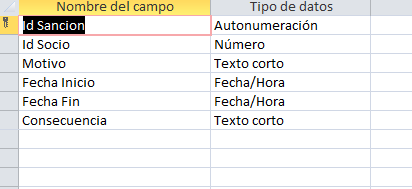 Nombre del campo Tipo de datos
Id Sancion Autonumeración
Id Socio Número
Motivo Texto corto
Fecha Inicio Fecha/Hora
Fecha Fin Fecha/Hora
Consecuencia Texto corto